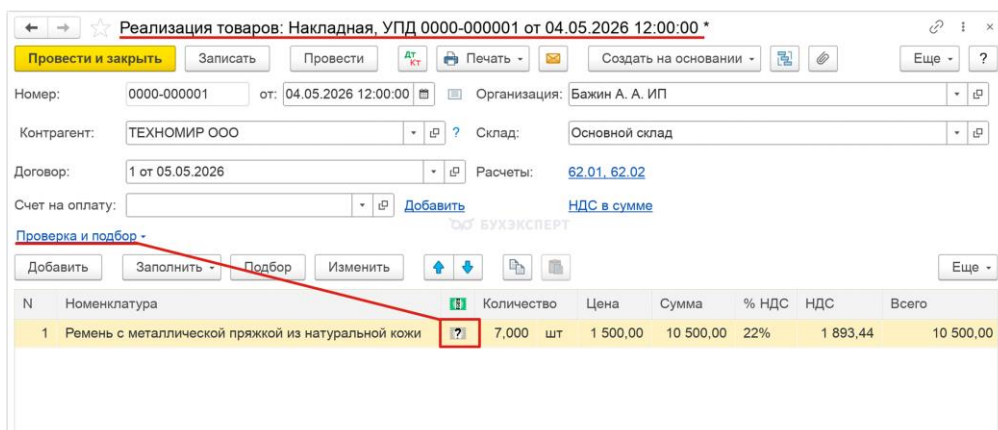 Реализация товаров: Накладная, УПД 0000-000001 от 04.05.2026 12:00:00 *
Провести и закрыть Записать Провести Дт Кт Печать Создать на основании Еще ?
Номер: 0000-000001 от: 04.05.2026 12:00:00 Организация: Бажин А. А. ИП
Контрагент: ТЕХНОМИР ООО ? Склад: Основной склад
Договор: 1 от 05.05.2026 Расчеты: 62.01, 62.02
Счет на оплату: Добавить НДС в сумме
БУХЭКСПЕРТ
Проверка и подбор
Добавить Заполнить Подбор Изменить Еще
N Номенклатура Количество Цена Сумма % НДС НДС Всего
1 Ремень с металлической пряжкой из натуральной кожи ? 7,000 шт 1 500,00 10 500,00 22% 1 893,44 10 500,00